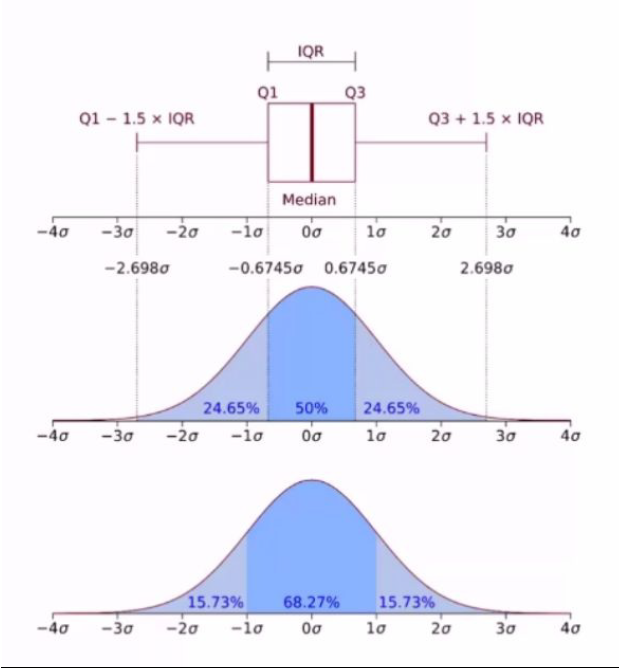 IQR
Q1 Q3
Q1 − 1.5 × IQR Q3 + 1.5 × IQR
Median
−4σ −3σ −2σ −1σ 0σ 1σ 2σ 3σ 4σ
−2.698σ −0.6745σ 0.6745σ 2.698σ
24.65% 50% 24.65%
−4σ −3σ −2σ −1σ 0σ 1σ 2σ 3σ 4σ
15.73% 68.27% 15.73%
−4σ −3σ −2σ −1σ 0σ 1σ 2σ 3σ 4σ